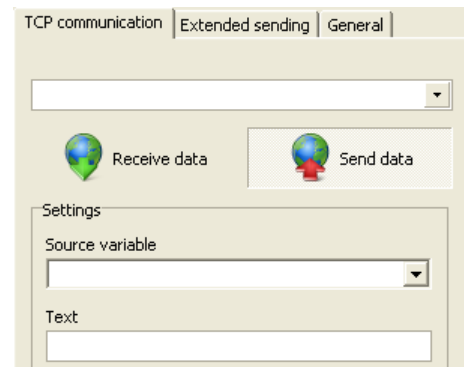 TCP communication Extended sending General
Receive data Send data
Settings
Source variable
Text